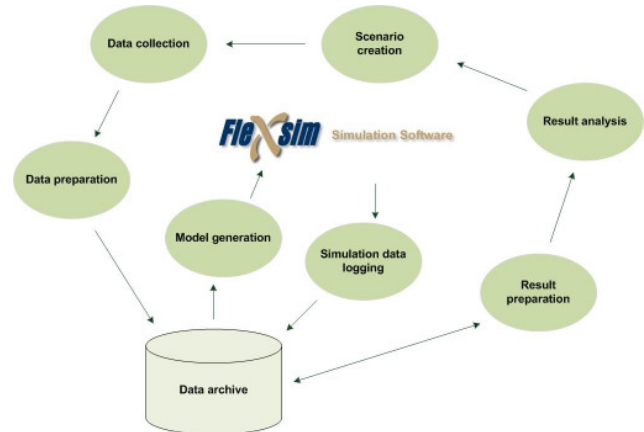 Data collection
Scenario
creation
Result analysis
FleXsim Simulation Software
Data preparation
Model generation
Simulation data
logging
Result
preparation
Data archive